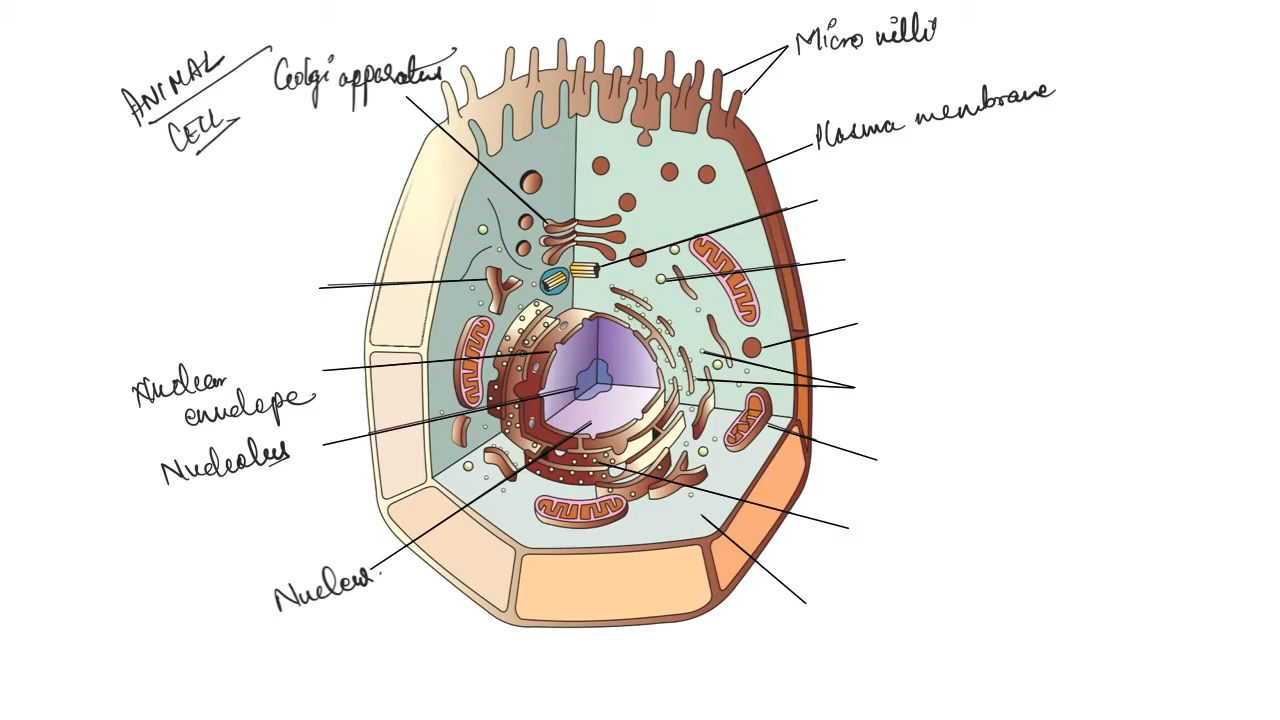 ANIMAL
CELL
Golgi apparatus
Micro villi
Plasma membrane
Nuclear
envelope
Nucleolus
Nucleus